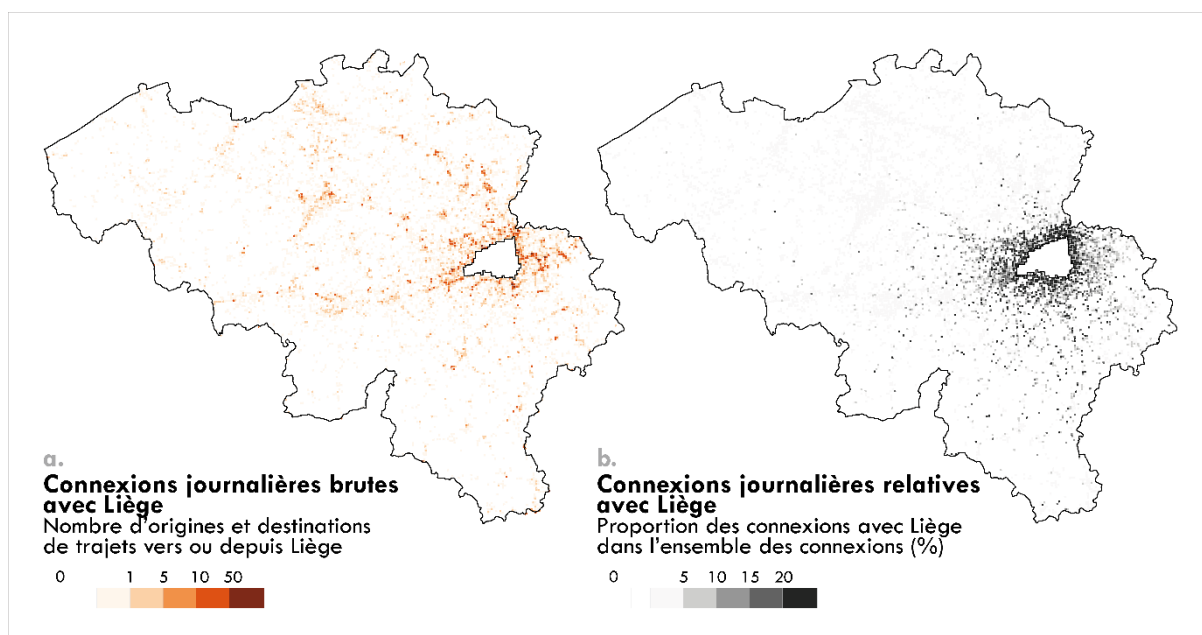 a.
Connexions journalières brutes
avec Liège
Nombre d'origines et destinations
de trajets vers ou depuis Liège
0 1 5 10 50
b.
Connexions journalières relatives
avec Liège
Proportion des connexions avec Liège
dans l'ensemble des connexions (%)
0 5 10 15 20